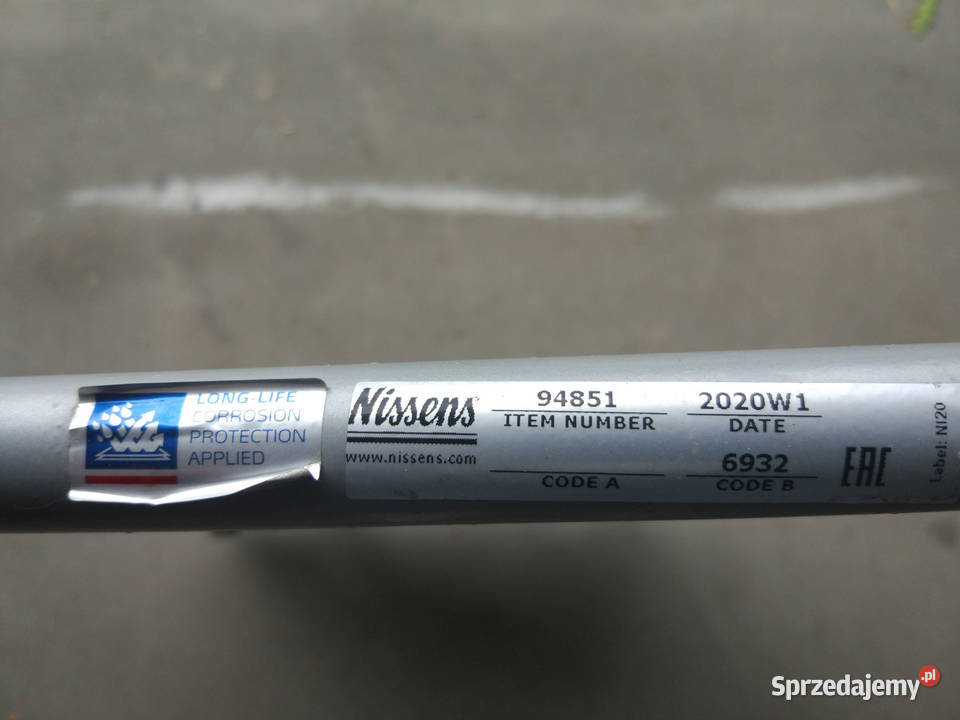 LONG-LIFE
CORROSION
PROTECTION
APPLIED
Nissens
www.nissens.com
94851
ITEM NUMBER
CODE A
2020W1
DATE
6932
CODE B
EAC
Label: NI20
Sprzedajemy.pl